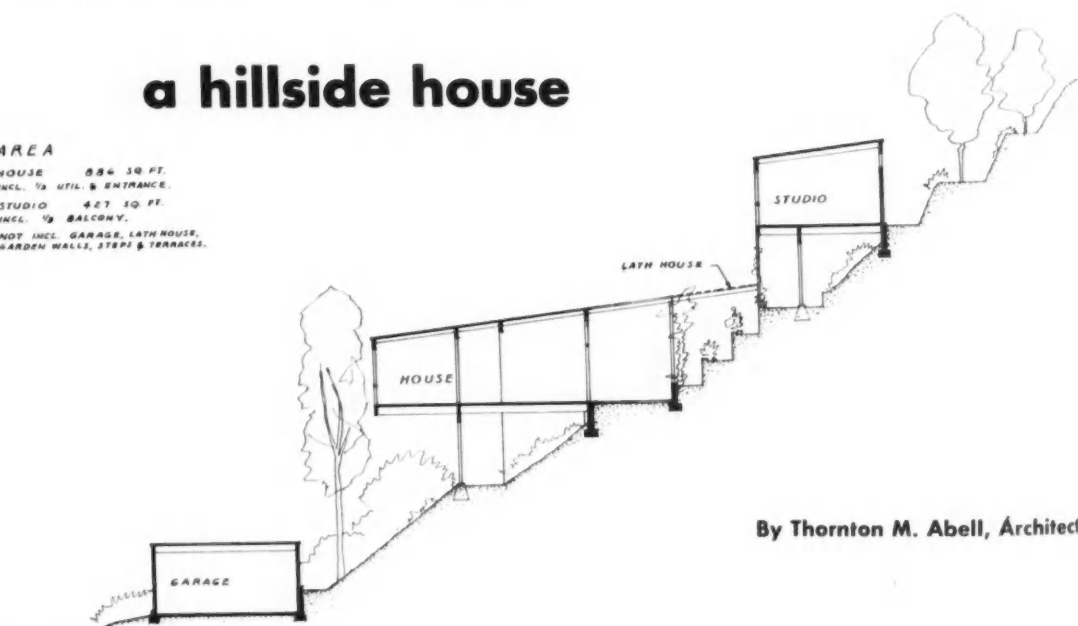 a hillside house
AREA
HOUSE 886 SQ. FT.
INCL. 1/2 UTIL. & ENTRANCE.
STUDIO 427 SQ. FT.
INCL. 1/2 BALCONY.
NOT INCL. GARAGE, LATH HOUSE,
GARDEN WALLS, STEPS & TERRACES.
STUDIO
LATH HOUSE
HOUSE
By Thornton M. Abell, Architect
GARAGE